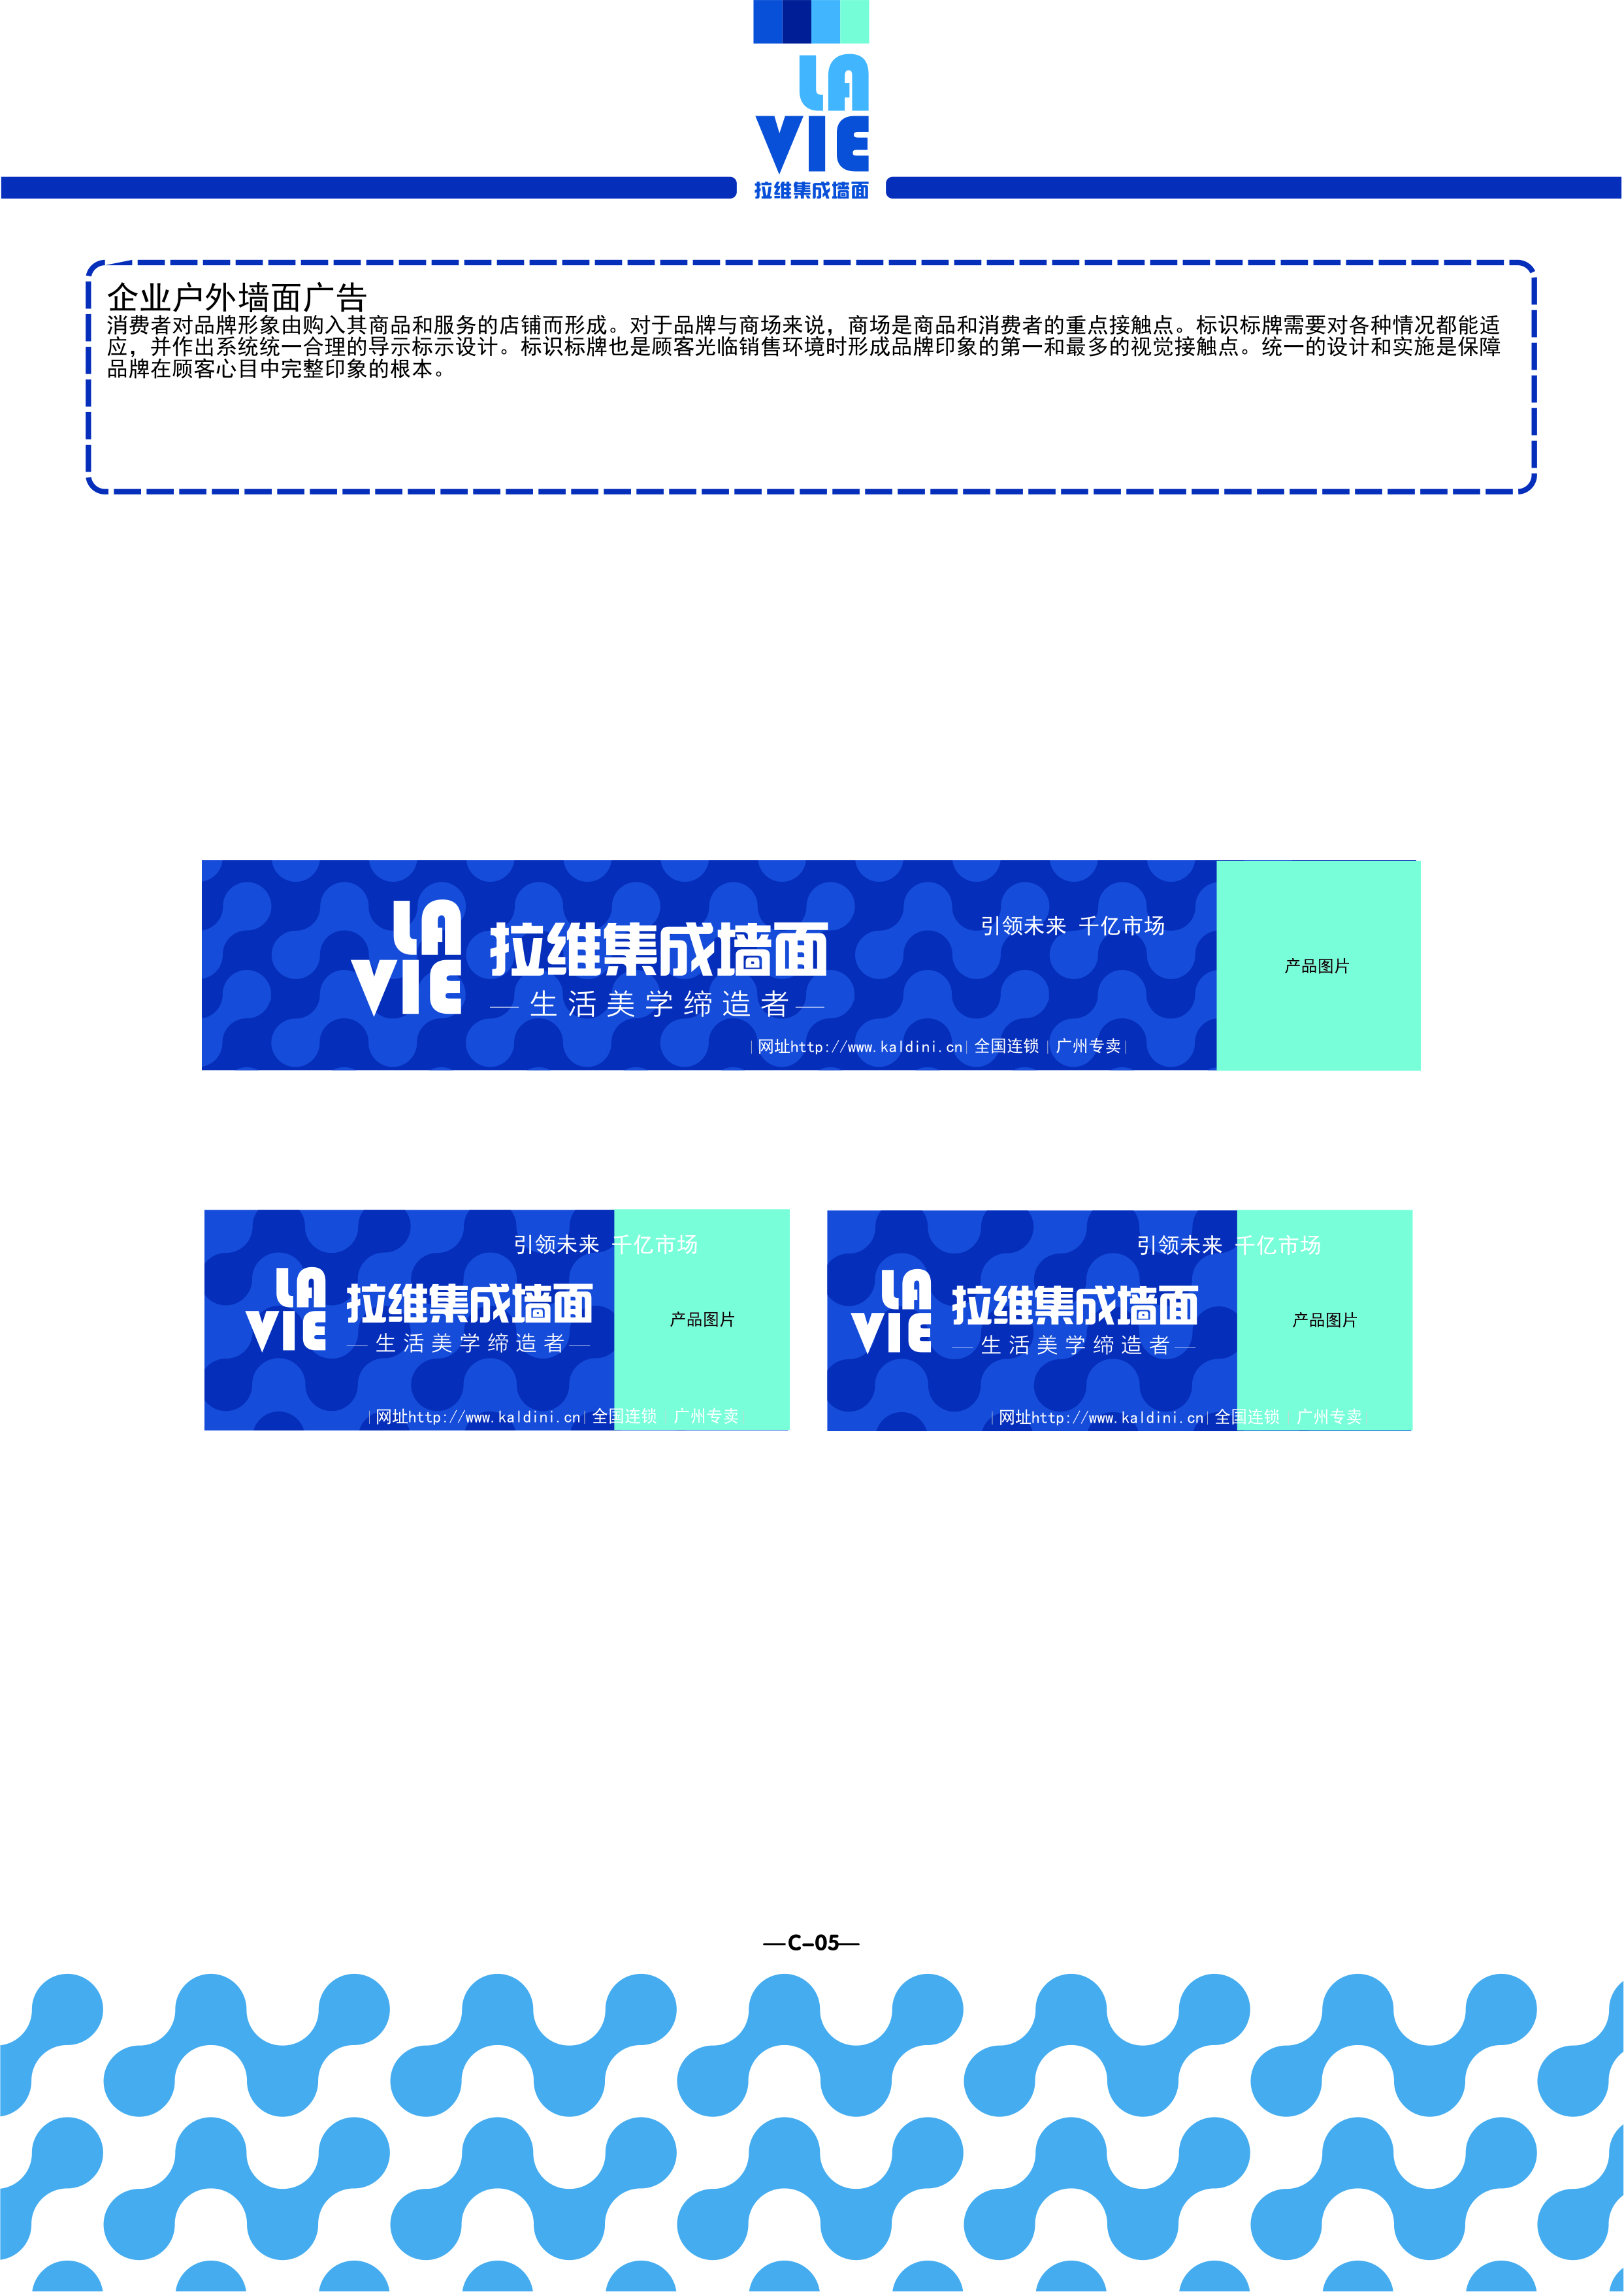 LA
VIE
拉维集成墙面
企业户外墙面广告
消费者对品牌形象由购入其商品和服务的店铺而形成。对于品牌与商场来说，商场是商品和消费者的重点接触点。标识标牌需要对各种情况都能适
应，并作出系统统一合理的导示标示设计。标识标牌也是顾客光临销售环境时形成品牌印象的第一和最多的视觉接触点。统一的设计和实施是保障
品牌在顾客心目中完整印象的根本。
LA
VIE
拉维集成墙面
生活美学缔造者
引领未来 千亿市场
产品图片
|网址http://www.kaldini.cn| 全国连锁 | 广州专卖|
引领未来 千亿市场
LA
VIE
拉维集成墙面
生活美学缔造者
产品图片
|网址http://www.kaldini.cn| 全国连锁 广州专卖
引领未来 千亿市场
LA
VIE
拉维集成墙面
生活美学缔造者
产品图片
|网址http://www.kaldini.cn| 全国连锁 广州专卖
—C-05—